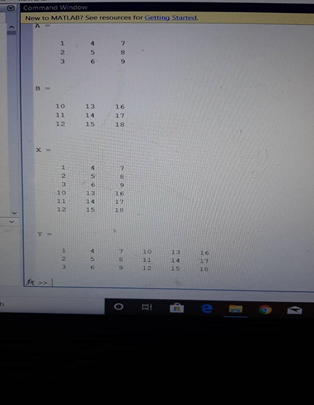 Command Window
New to MATLAB? See resources for Getting Started.
A =
1 4 7
2 5 8
3 6 9
B =
10 13 16
11 14 17
12 15 18
X =
1 4 7
2 5 8
3 6 9
10 13 16
11 14 17
12 15 18
Y =
1 4 7 10 13 16
2 5 8 11 14 17
3 6 9 12 15 18
fx >>